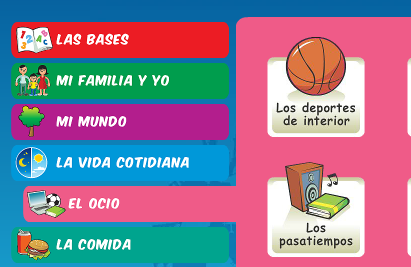 LAS BASES
MI FAMILIA Y YO
MI MUNDO
LA VIDA COTIDIANA
EL OCIO
LA COMIDA
Los deportes
de interior
Los
pasatiempos